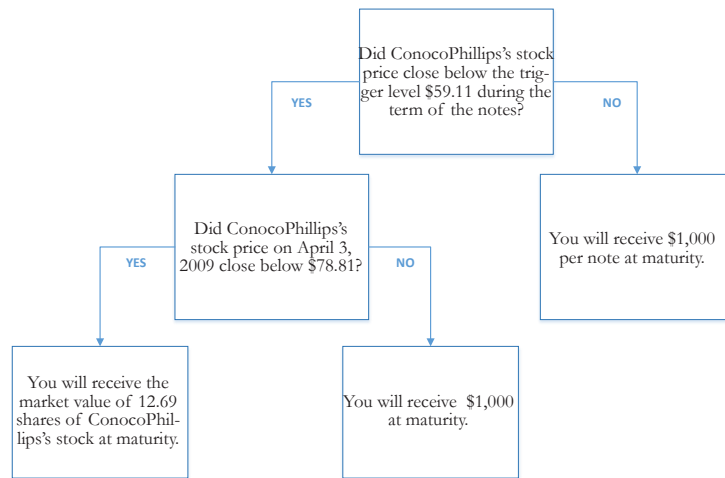 Did ConocoPhillips's stock
price close below the trig-
ger level $59.11 during the
term of the notes?
YES
NO
Did ConocoPhillips's
stock price on April 3,
2009 close below $78.81?
You will receive $1,000
per note at maturity.
YES
NO
You will receive the
market value of 12.69
shares of ConocoPhil-
lips's stock at maturity.
You will receive $1,000
at maturity.